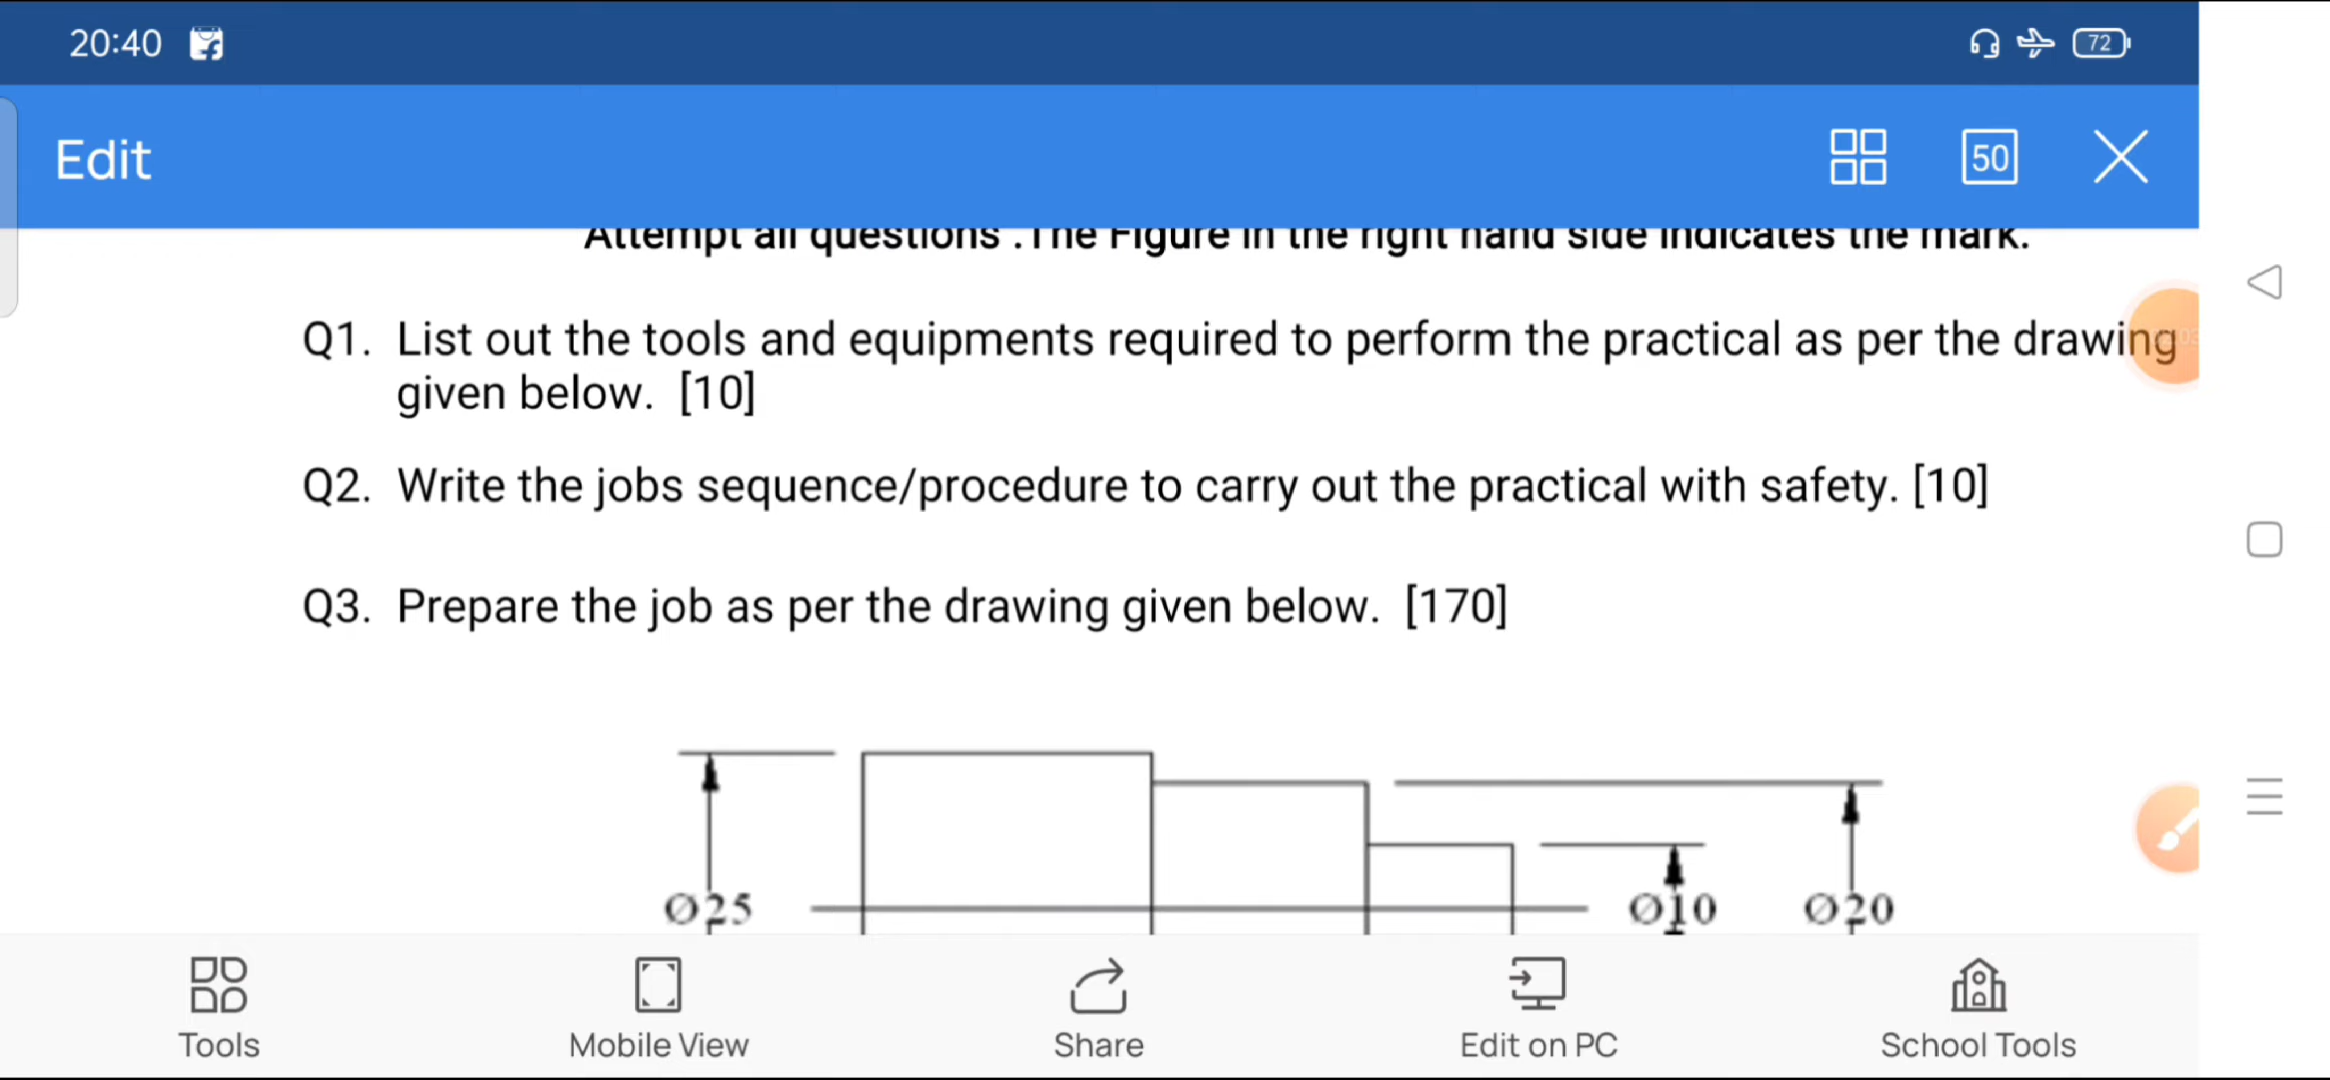 20:40
72
Edit
50
Attempt all questions . The Figure in the right hand side indicates the mark.
Q1. List out the tools and equipments required to perform the practical as per the drawing
given below. [10]
Q2. Write the jobs sequence/procedure to carry out the practical with safety. [10]
Q3. Prepare the job as per the drawing given below. [170]
Ø25
Ø10
Ø20
Tools
Mobile View
Share
Edit on PC
School Tools